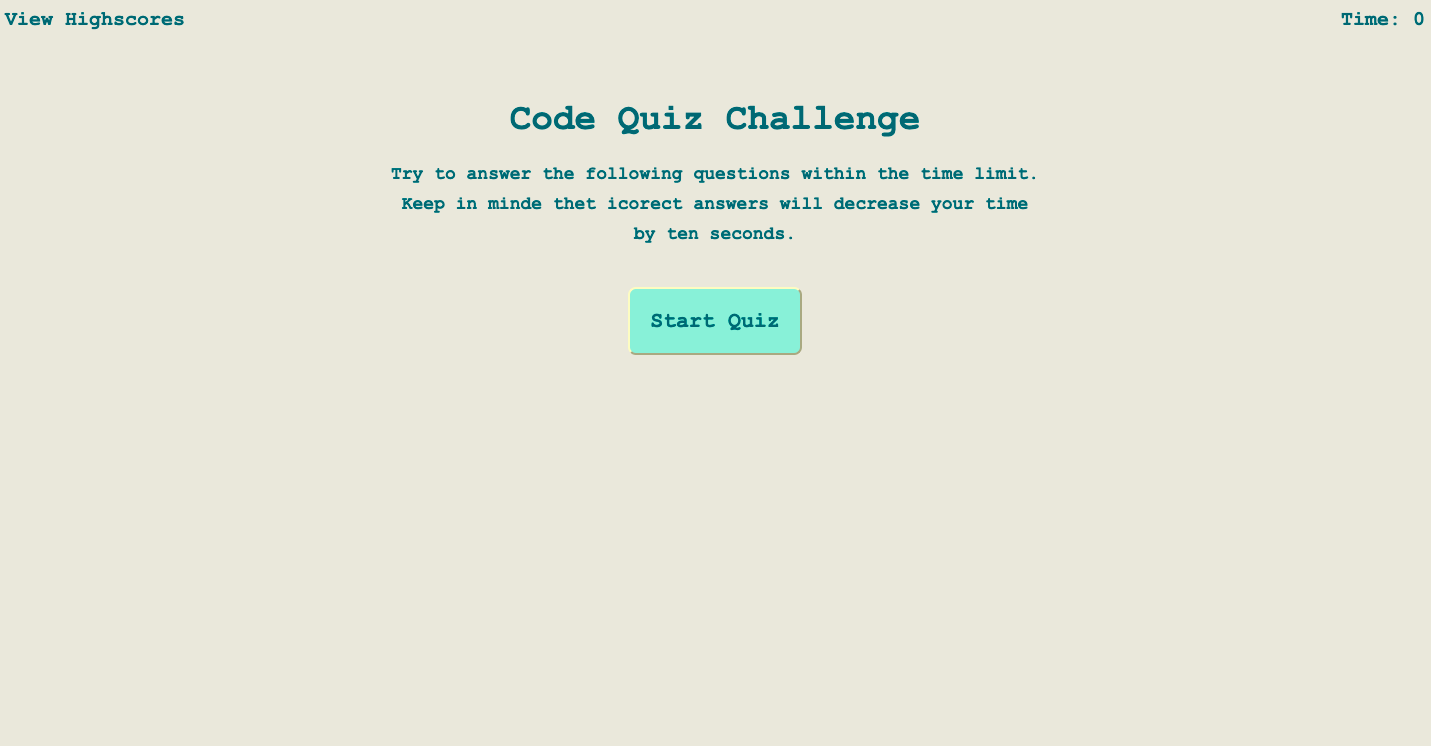 View Highscores
Time: 0
Code Quiz Challenge
Try to answer the following questions within the time limit.
Keep in minde thet icorect answers will decrease your time
by ten seconds.
Start Quiz